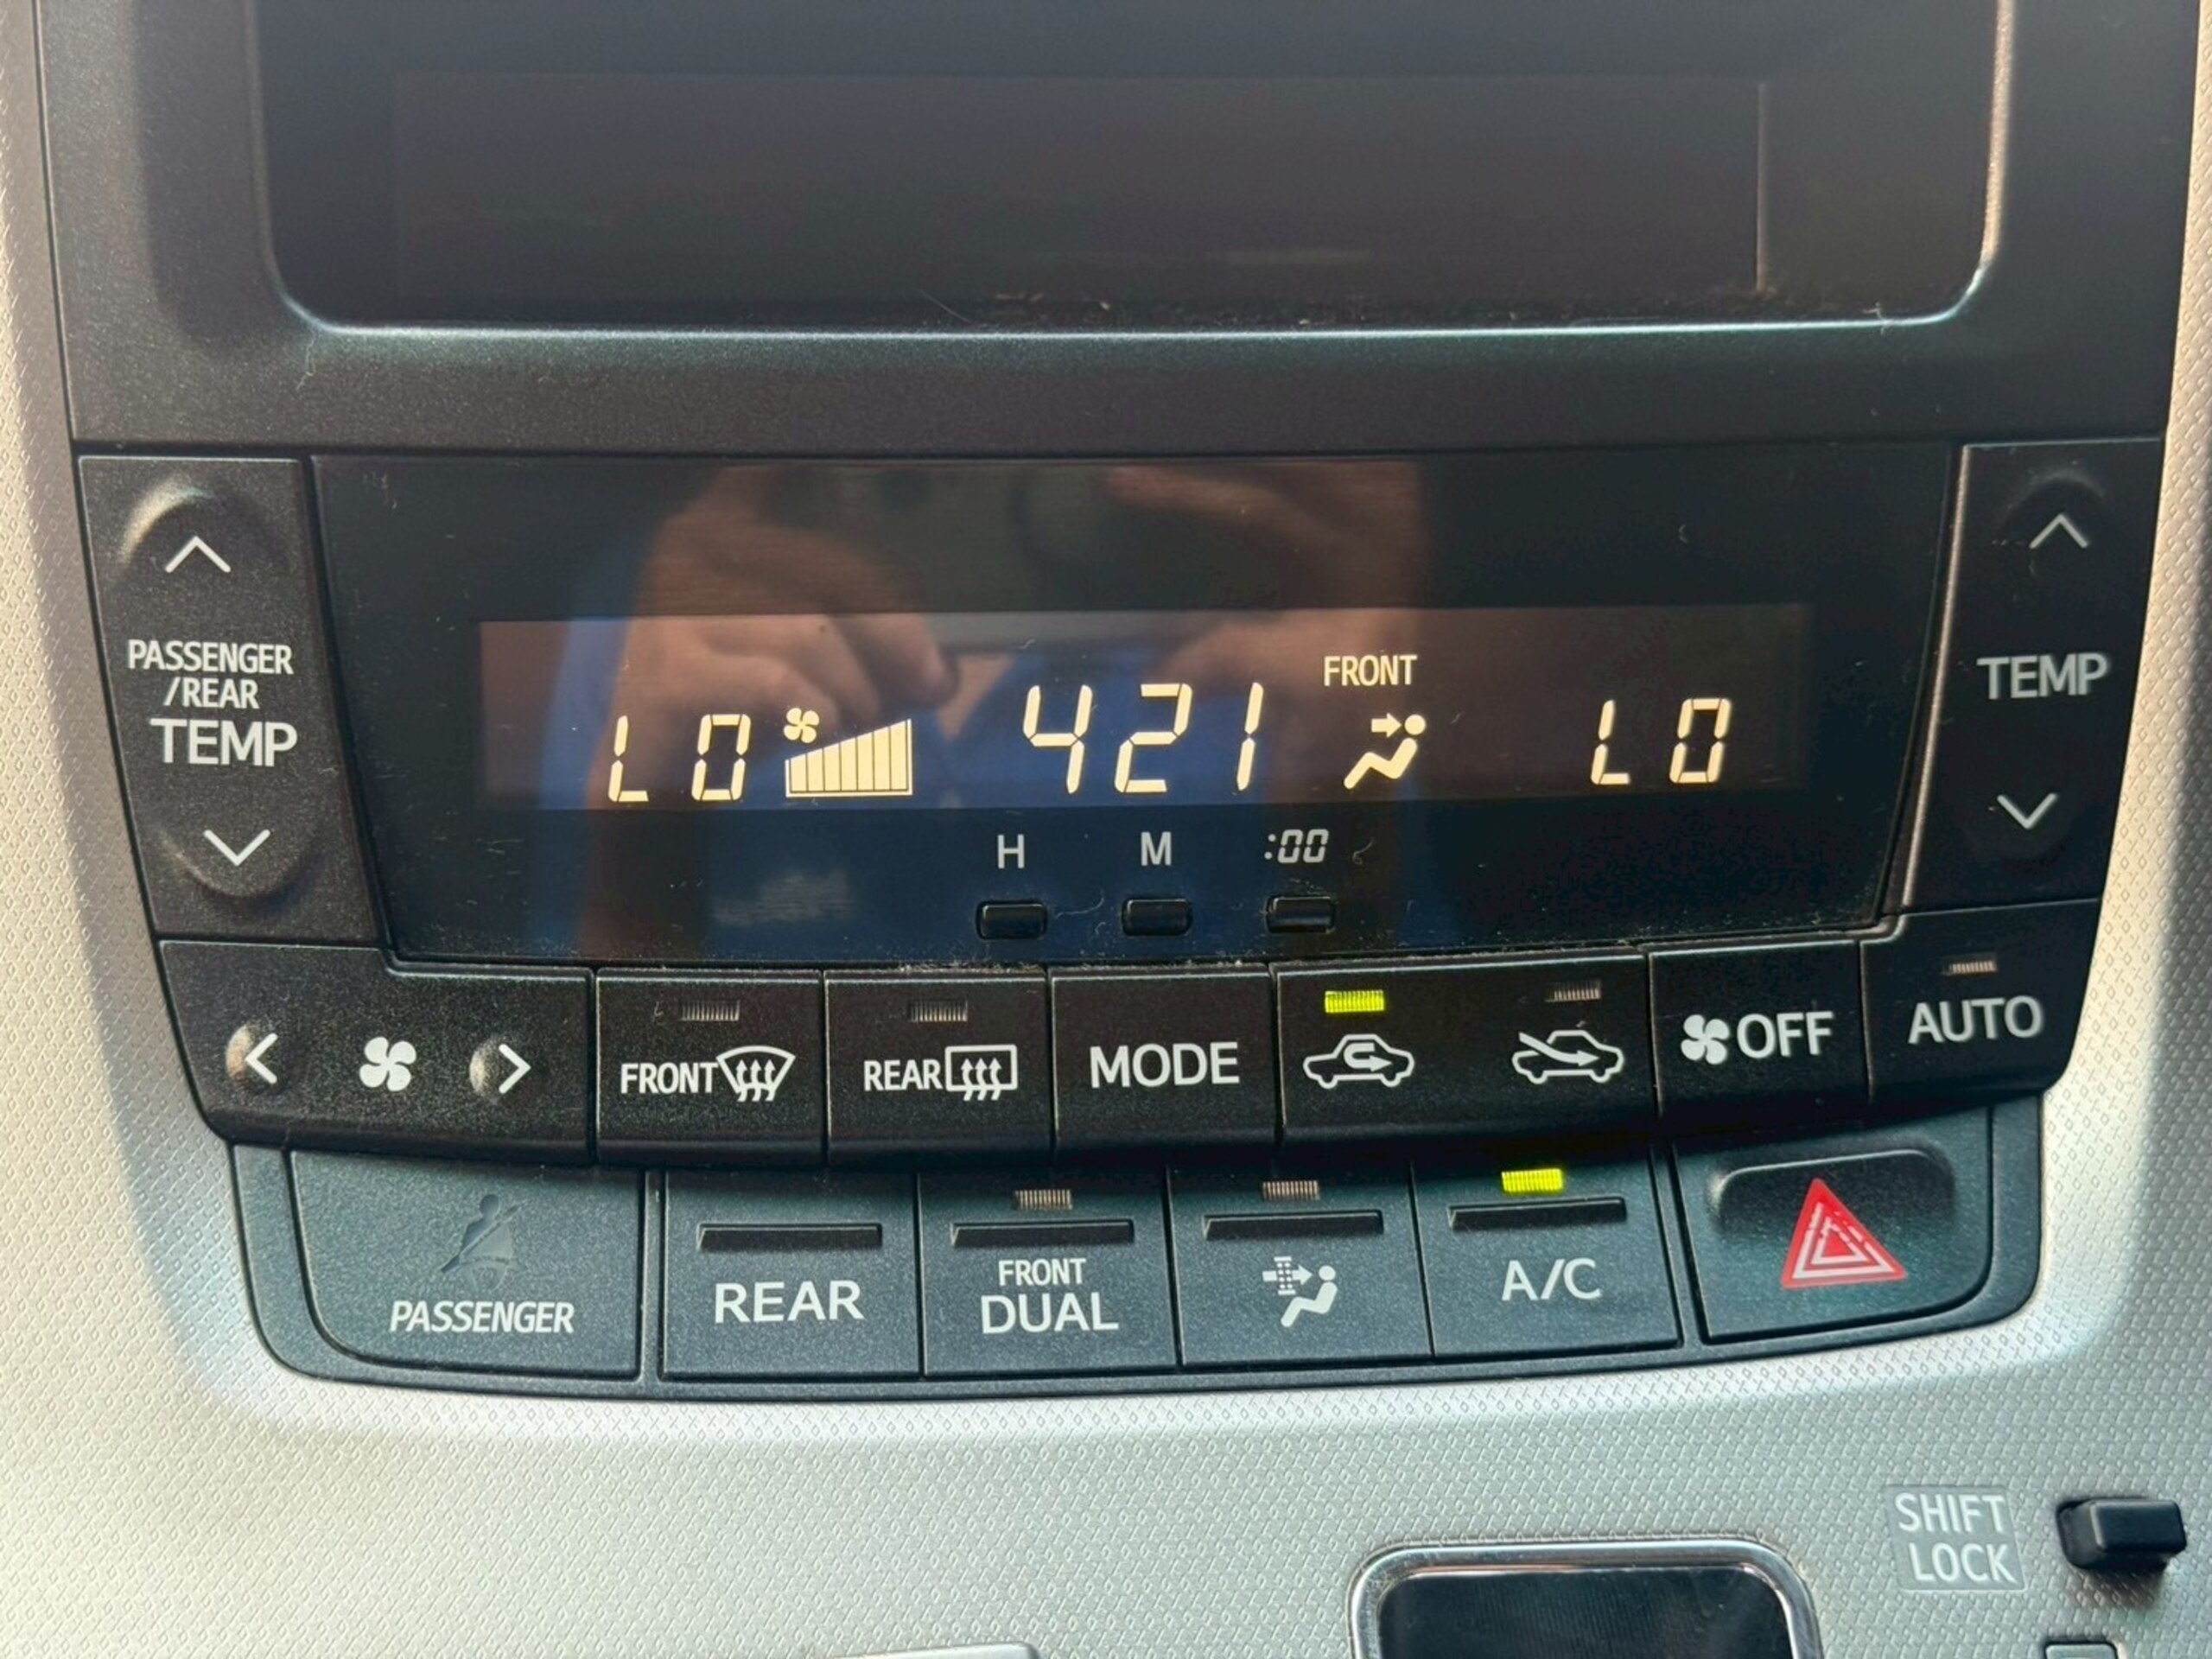 PASSENGER
/REAR
TEMP
FRONT
LO 421 LO
TEMP
H M :00
FRONT REAR MODE OFF AUTO
PASSENGER REAR FRONT
DUAL A/C
SHIFT
LOCK